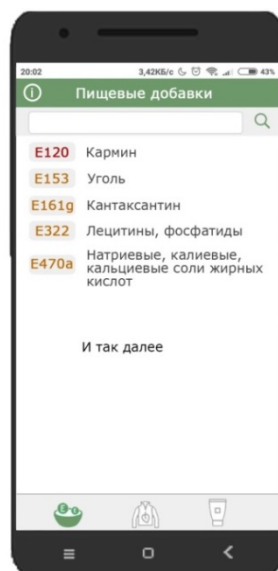 20:02 3,42КБ/с 43%
Пищевые добавки
E120 Кармин
E153 Уголь
E161g Кантаксантин
E322 Лецитины, фосфатиды
E470a Натриевые, калиевые,
кальциевые соли жирных
кислот
И так далее
E E